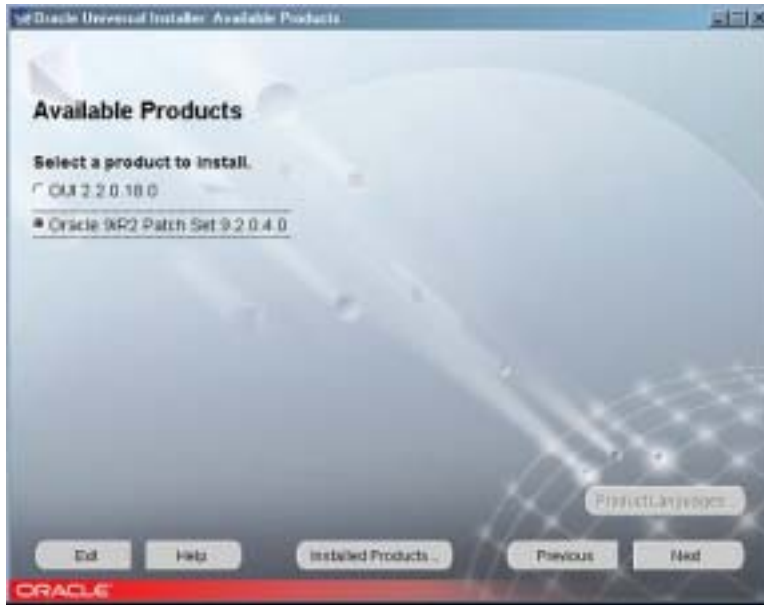 Oracle Universal Installer: Available Products
Available Products
Select a product to install.
OUI 2.2.0.18.0
Oracle 9iR2 Patch Set 9.2.0.4.0
Product Languages...
Exit
Help
Installed Products...
Previous
Next
ORACLE